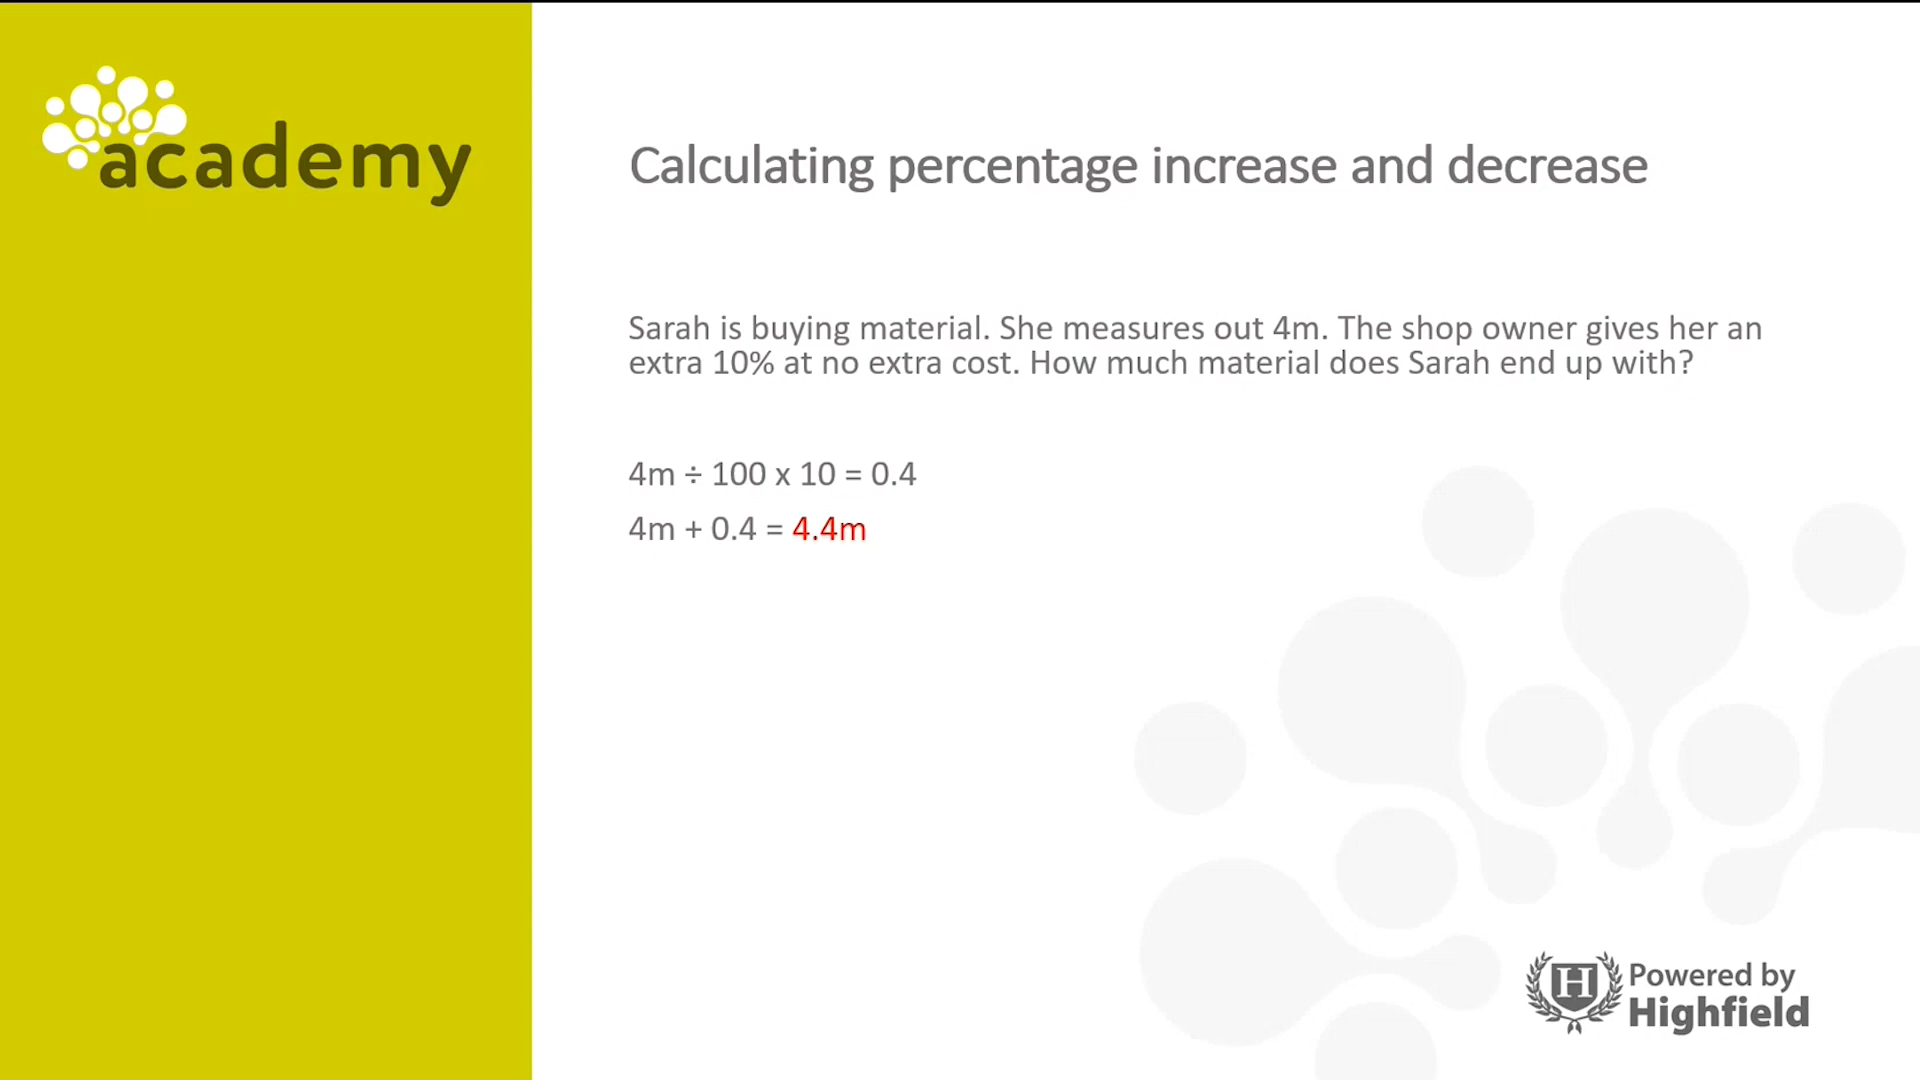 academy
Calculating percentage increase and decrease
Sarah is buying material. She measures out 4m. The shop owner gives her an
extra 10% at no extra cost. How much material does Sarah end up with?
4m ÷ 100 x 10 = 0.4
4m + 0.4 = 4.4m
H
Powered by
Highfield